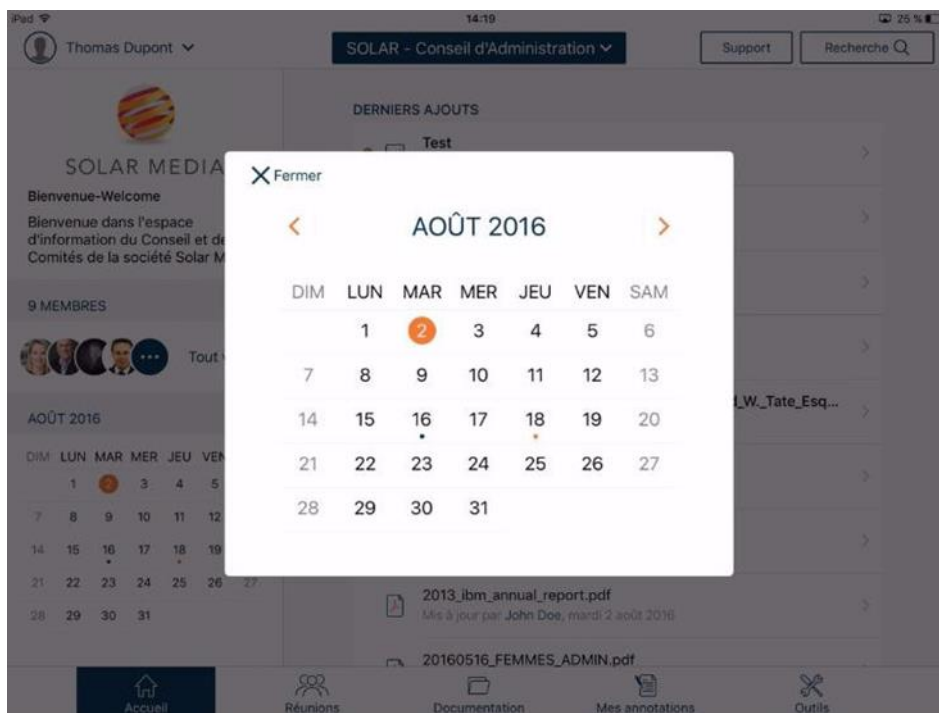 iPad 14:19 25 %
Thomas Dupont SOLAR - Conseil d'Administration Support Recherche
DERNIERS AJOUTS
Test
SOLAR MEDIA
Bienvenue-Welcome
Bienvenue dans l'espace
d'information du Conseil et de
Comités de la société Solar M
9 MEMBRES
Tout
AOÛT 2016
DIM LUN MAR MER JEU VEN
1 2 3 4 5
7 8 9 10 11 12
14 15 16 17 18 19
21 22 23 24 25 26 27
28 29 30 31
Fermer
AOÛT 2016
DIM LUN MAR MER JEU VEN SAM
1 2 3 4 5 6
7 8 9 10 11 12 13
14 15 16 17 18 19 20
21 22 23 24 25 26 27
28 29 30 31
d_W._Tate_Esq...
2013_ibm_annual_report.pdf
Mis à jour par John Doe, mardi 2 août 2016
20160516_FEMMES_ADMIN.pdf
Accueil Réunions Documentation Mes annotations Outils